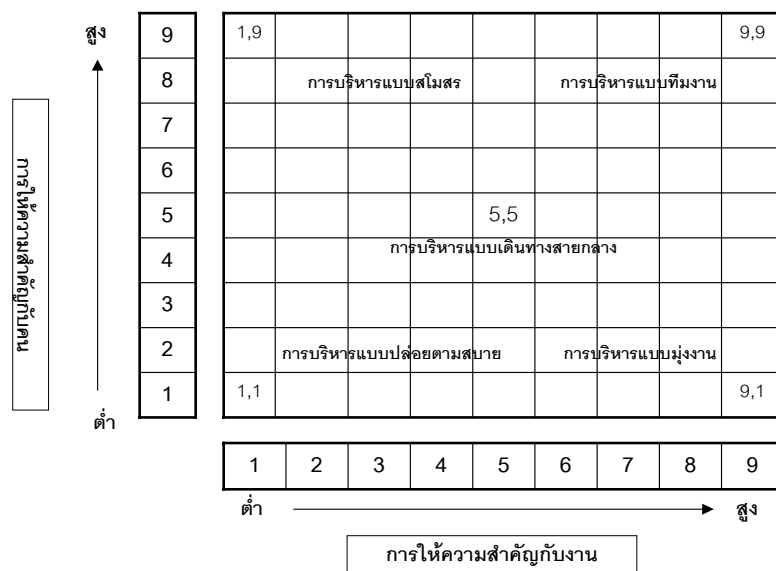 สูง 9 1,9 9,9
8 การบริหารแบบสโมสร การบริหารแบบทีมงาน
7
6
5 5,5
การให้ความสำคัญกับคน
การบริหารแบบเดินทางสายกลาง
4
3
2 การบริหารแบบปล่อยตามสบาย การบริหารแบบมุ่งงาน
1 1,1 9,1
ต่ำ
1 2 3 4 5 6 7 8 9
ต่ำ สูง
การให้ความสำคัญกับงาน